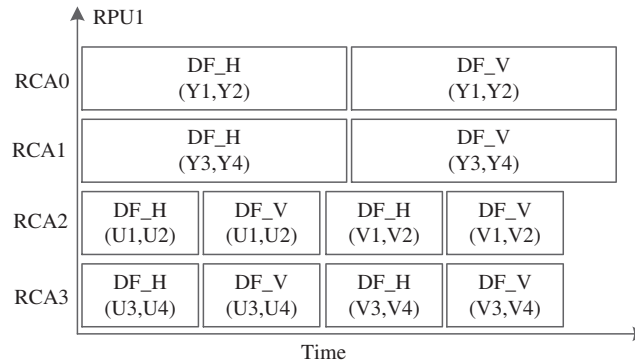 RPU1
RCA0
DF_H
(Y1,Y2)
DF_V
(Y1,Y2)
RCA1
DF_H
(Y3,Y4)
DF_V
(Y3,Y4)
RCA2
DF_H
(U1,U2)
DF_V
(U1,U2)
DF_H
(V1,V2)
DF_V
(V1,V2)
RCA3
DF_H
(U3,U4)
DF_V
(U3,U4)
DF_H
(V3,V4)
DF_V
(V3,V4)
Time